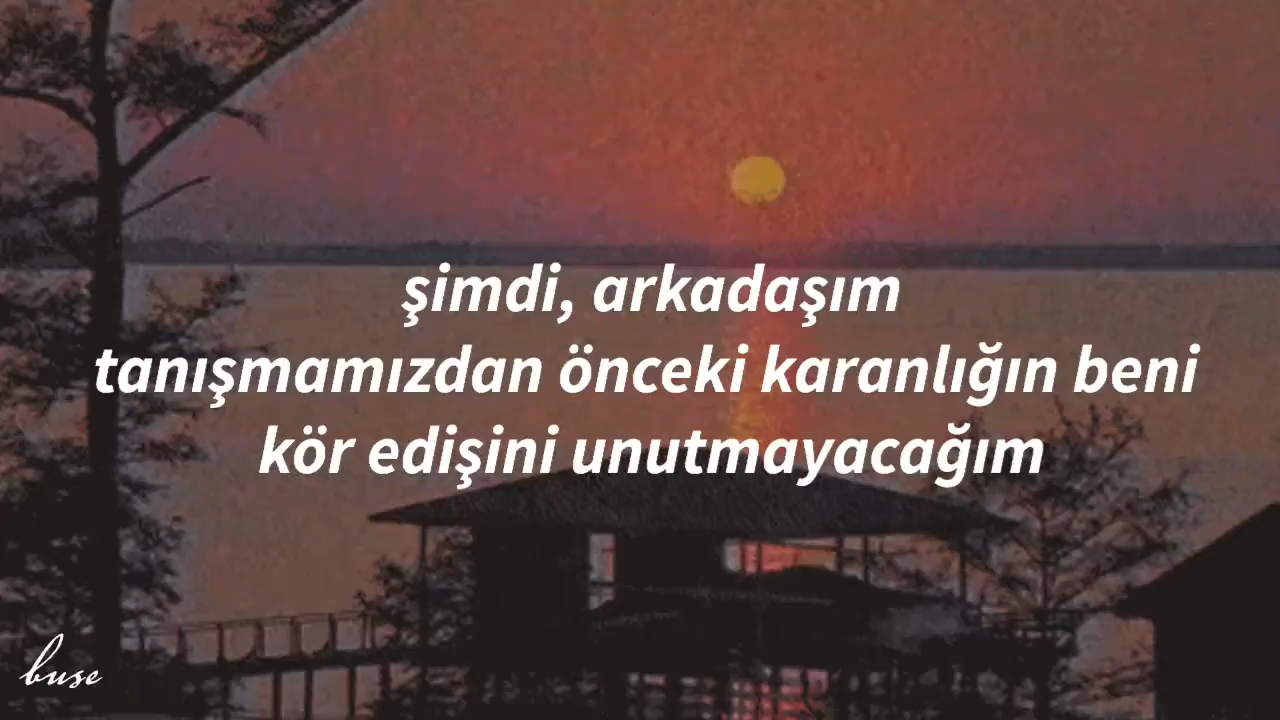 şimdi, arkadaşım
tanışmamızdan önceki karanlığın beni
kör edişini unutmayacağım
buse